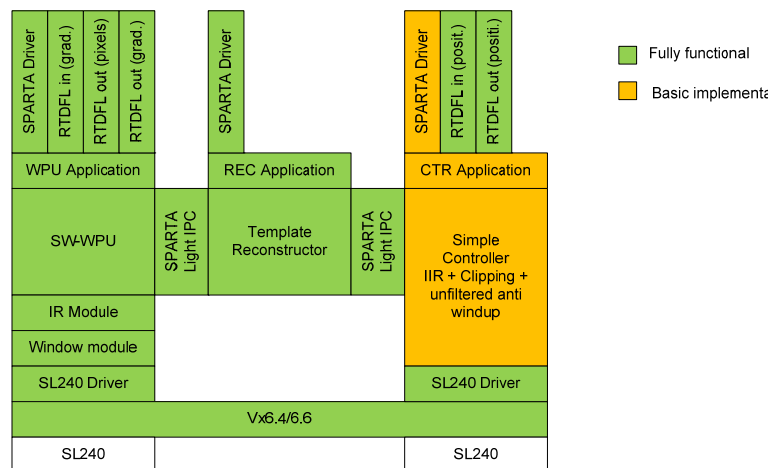 SPARTA Driver
RTDFL in (grad.)
RTDFL out (pixels)
RTDFL out (grad.)
SPARTA Driver
SPARTA Driver
RTDFL in (posit.)
RTDFL out (positi.)
Fully functional
Basic implementa
WPU Application
REC Application
CTR Application
SW-WPU
SPARTA
Light IPC
Template
Reconstructor
SPARTA
Light IPC
Simple
Controller
IIR + Clipping +
unfiltered anti
windup
IR Module
Window module
SL240 Driver
SL240 Driver
Vx6.4/6.6
SL240
SL240